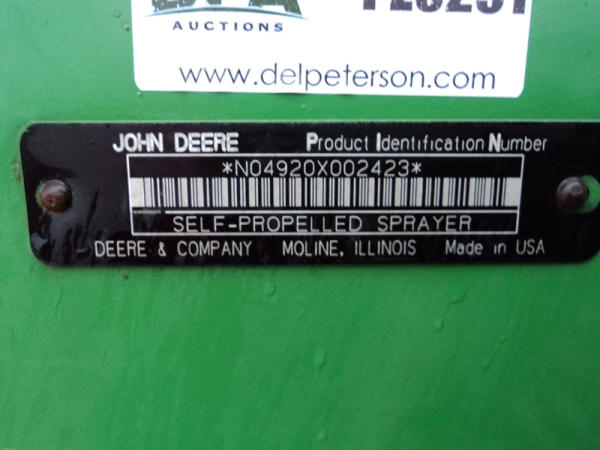 AUCTIONS
www.delpeterson.com
JOHN DEERE Product Identification Number
*N04920X002423*
SELF-PROPELLED SPRAYER
DEERE & COMPANY MOLINE, ILLINOIS Made in USA